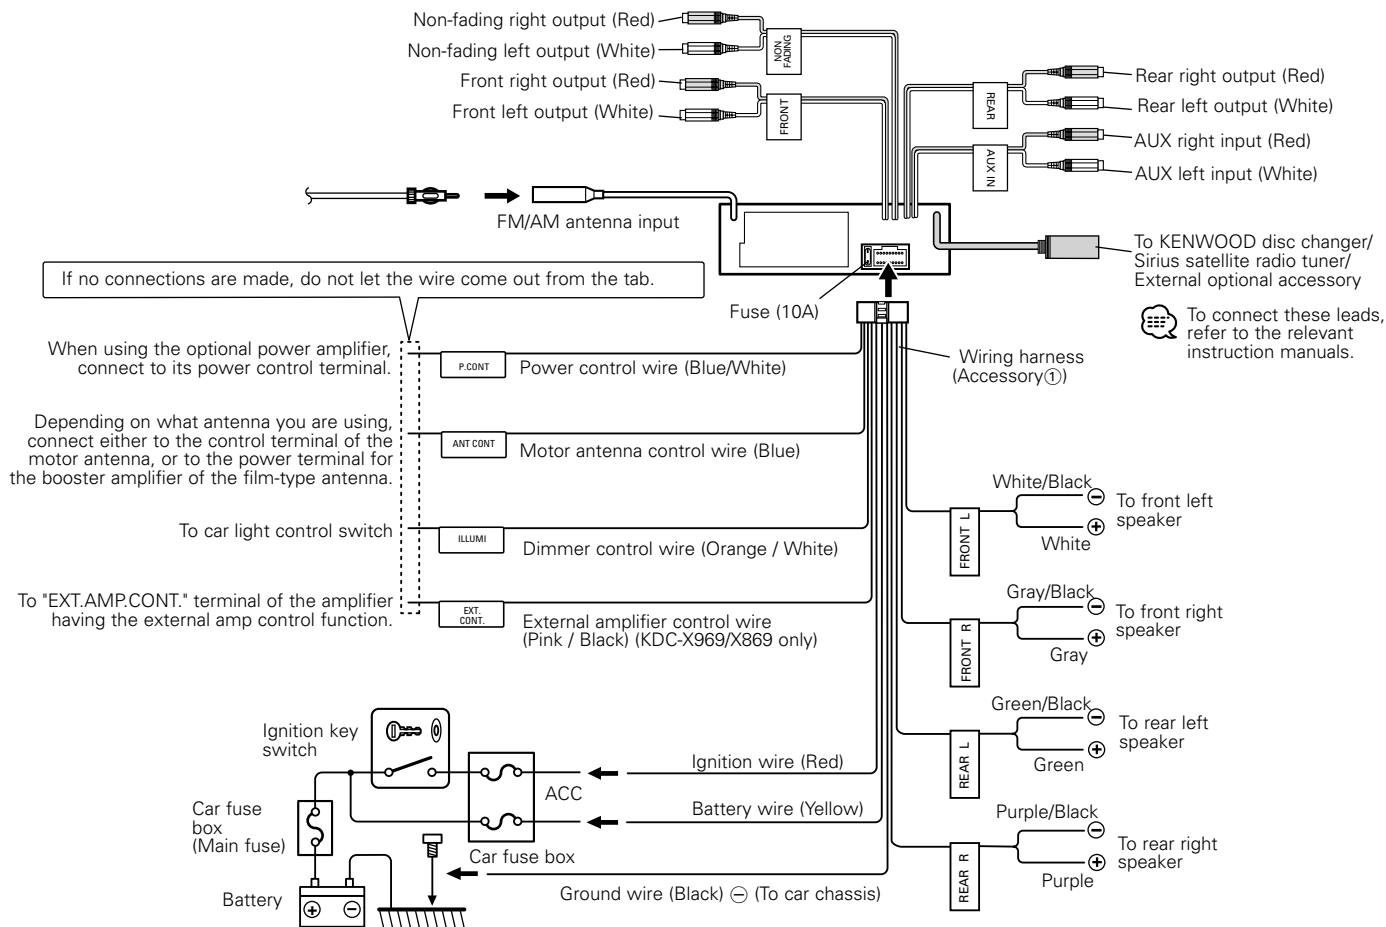 Non-fading right output (Red)
Non-fading left output (White)
NON
FADING
Front right output (Red)
Front left output (White)
FRONT
Rear right output (Red)
Rear left output (White)
REAR
AUX right input (Red)
AUX left input (White)
AUX IN
FM/AM antenna input
To KENWOOD disc changer/
Sirius satellite radio tuner/
External optional accessory
To connect these leads,
refer to the relevant
instruction manuals.
If no connections are made, do not let the wire come out from the tab.
Fuse (10A)
Wiring harness
(Accessory①)
When using the optional power amplifier,
connect to its power control terminal.
P.CONT
Power control wire (Blue/White)
Depending on what antenna you are using,
connect either to the control terminal of the
motor antenna, or to the power terminal for
the booster amplifier of the film-type antenna.
ANT CONT
Motor antenna control wire (Blue)
To car light control switch
ILLUMI
Dimmer control wire (Orange / White)
To "EXT.AMP.CONT." terminal of the amplifier
having the external amp control function.
EXT.
CONT.
External amplifier control wire
(Pink / Black) (KDC-X969/X869 only)
White/Black
⊖
To front left
speaker
FRONT L
White
⊕
Gray/Black
⊖
To front right
speaker
FRONT R
Gray
⊕
Green/Black
⊖
To rear left
speaker
REAR L
Green
⊕
Purple/Black
⊖
To rear right
speaker
REAR R
Purple
⊕
Ignition key
switch
Ignition wire (Red)
ACC
Battery wire (Yellow)
Car fuse
box
(Main fuse)
Car fuse box
Ground wire (Black) ⊖ (To car chassis)
Battery
⊕ ⊖